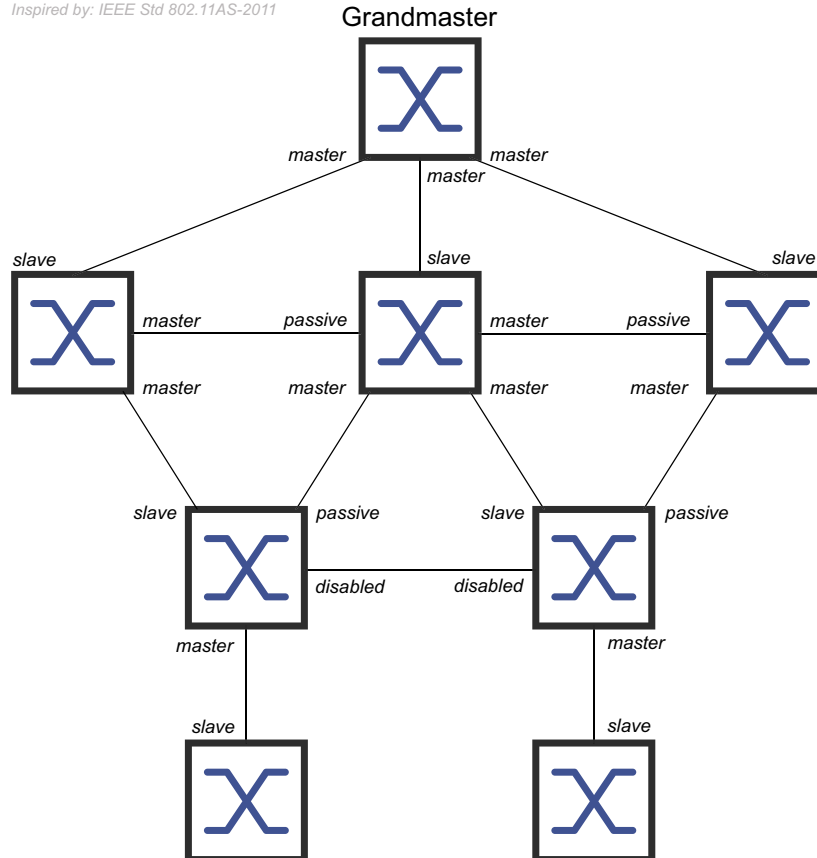 Inspired by: IEEE Std 802.11AS-2011
Grandmaster
master master
master
slave slave slave
master passive master passive
master master master master
slave passive slave passive
disabled disabled
master master
slave slave